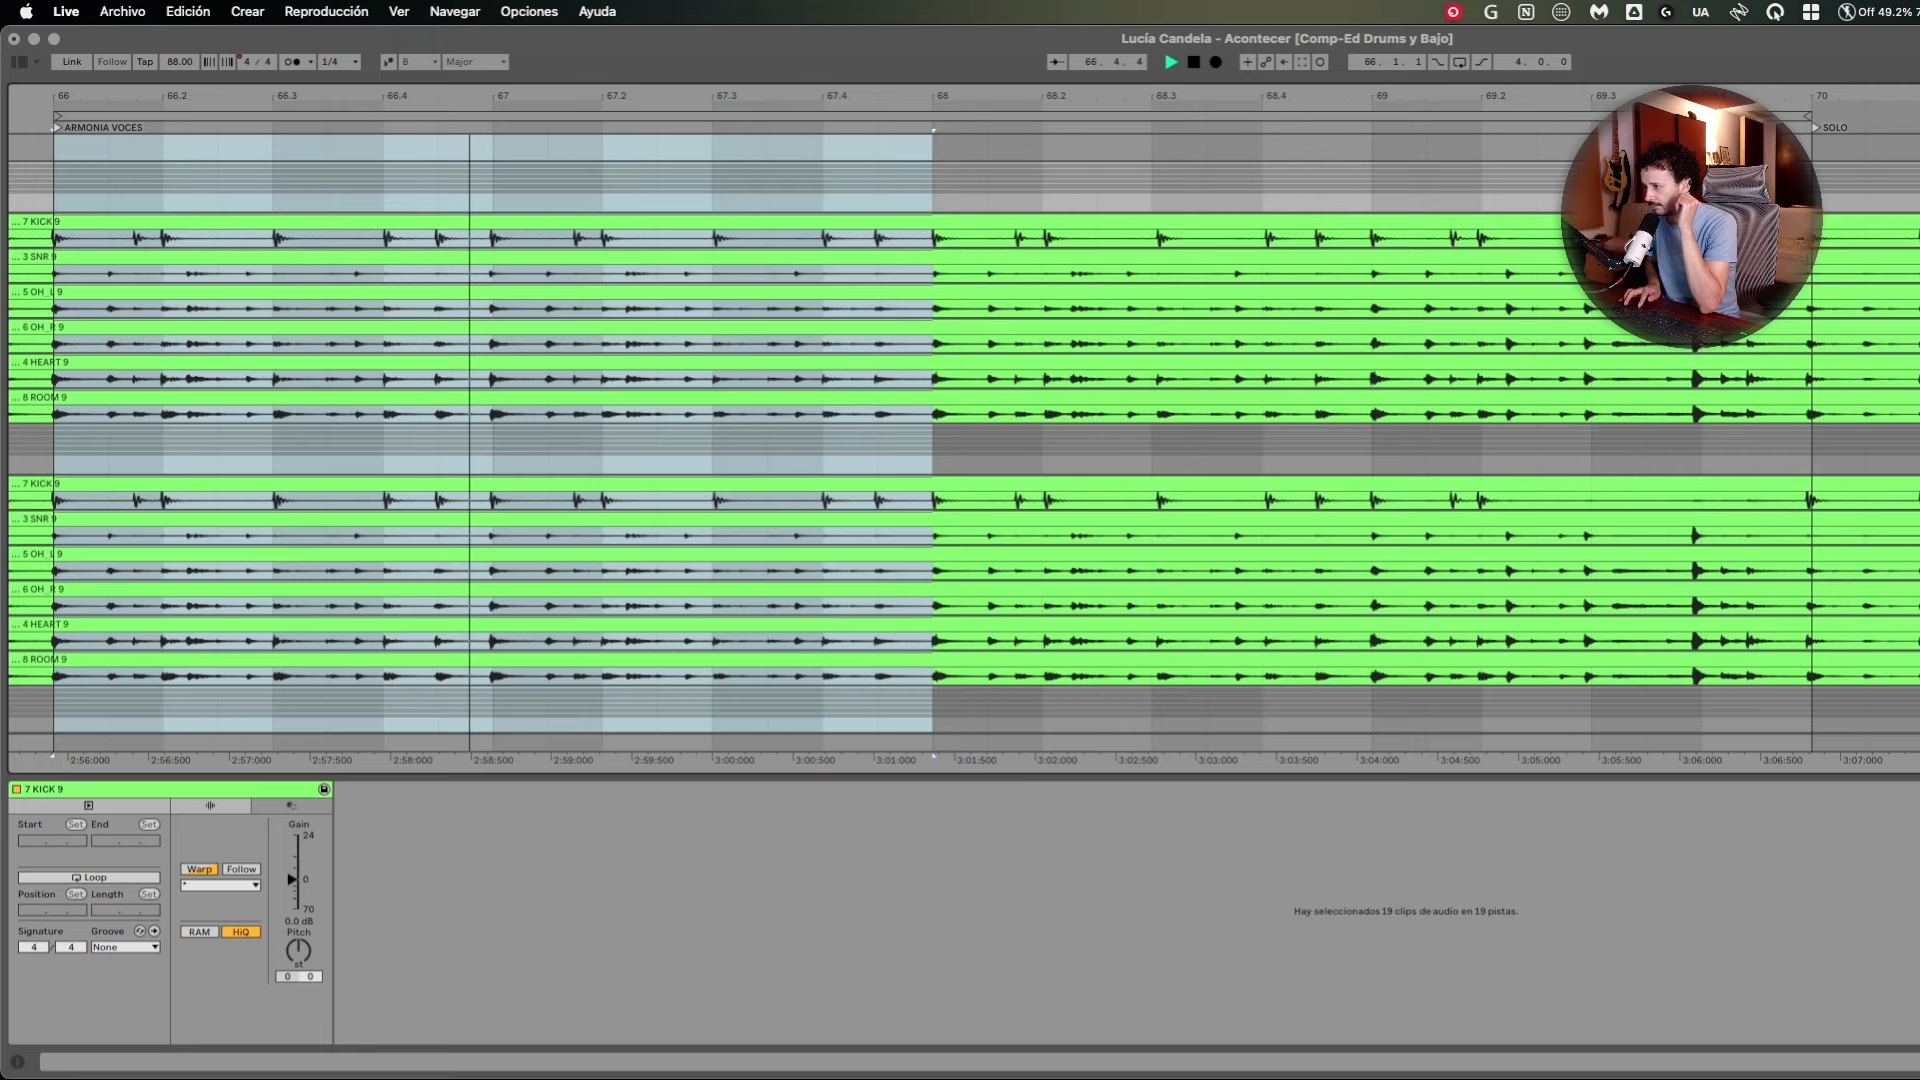 Live Archivo Edición Crear Reproducción Ver Navegar Opciones Ayuda UA Off 49.2% 7
Lucía Candela - Acontecer [Comp-Ed Drums y Bajo]
Link Follow Tap 88.00 4 / 4 1/4 B Major 66. 4. 4 66. 1. 1 4. 0. 0
66 66.2 66.3 66.4 67 67.2 67.3 67.4 68 68.2 68.3 68.4 69 69.2 69.3 70
ARMONIA VOCES SOLO
... 7 KICK 9
... 3 SNR 9
... 5 OH_L 9
... 6 OH_R 9
... 4 HEART 9
... 8 ROOM 9
... 7 KICK 9
... 3 SNR 9
... 5 OH_L 9
... 6 OH_R 9
... 4 HEART 9
... 8 ROOM 9
2:56:000 2:56:500 2:57:000 2:57:500 2:58:000 2:58:500 2:59:000 2:59:500 3:00:000 3:00:500 3:01:000 3:01:500 3:02:000 3:02:500 3:03:000 3:03:500 3:04:000 3:04:500 3:05:000 3:05:500 3:06:000 3:06:500 3:07:000
7 KICK 9
Start Set End Set Gain
24
Warp Follow
Loop 0
*
Position Set Length Set
70
0.0 dB
Signature Groove RAM HiQ Pitch
4 / 4 None
st
0 0
Hay seleccionados 19 clips de audio en 19 pistas.